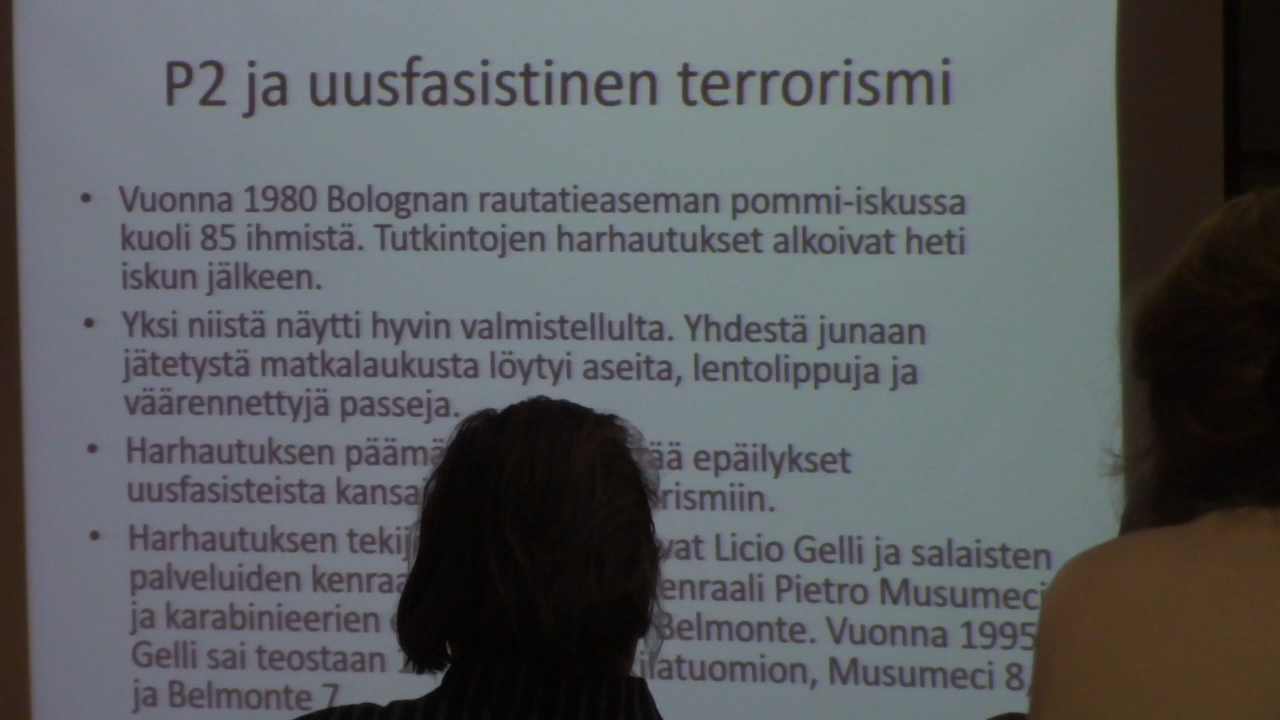 P2 ja uusfasistinen terrorismi
• Vuonna 1980 Bolognan rautatieaseman pommi-iskussa
kuoli 85 ihmistä. Tutkintojen harhautukset alkoivat heti
iskun jälkeen.
• Yksi niistä näytti hyvin valmistellulta. Yhdestä junaan
jätetystä matkalaukusta löytyi aseita, lentolippuja ja
väärennettyjä passeja.
• Harhautuksen epäilykset
uusfasisteista
• Harhautuksen Licio Gelli ja salaisten
palveluiden Pietro Musumeci
ja karabinieerien Belmonte. Vuonna 1995
Gelli sai teostaan Musumeci 8,
ja Belmonte 7